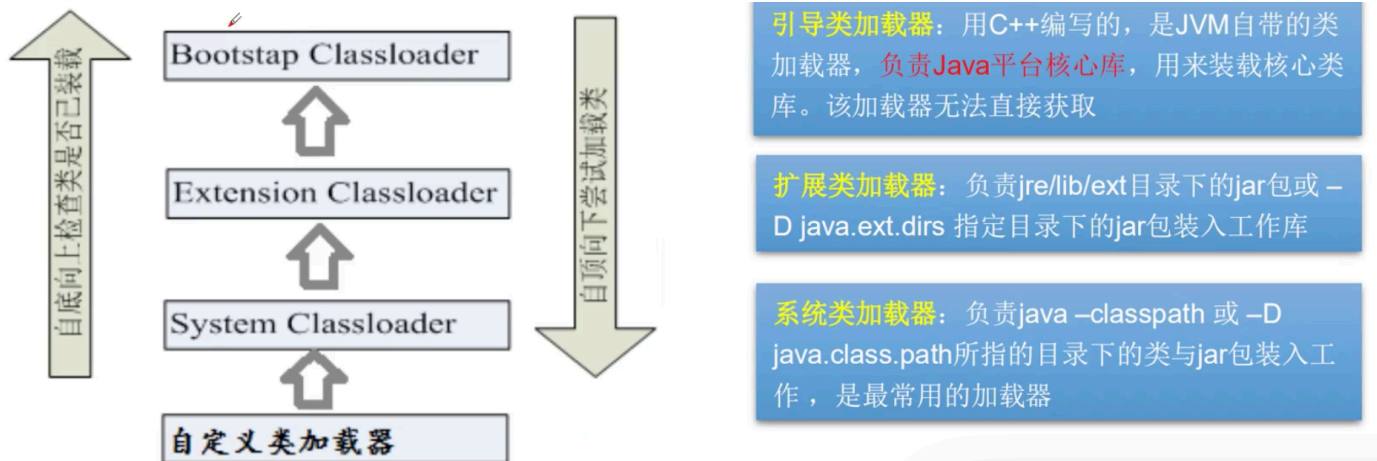 自底向上检查类是否已装载
Bootstap Classloader
Extension Classloader
System Classloader
自定义类加载器
自顶向下尝试加载类
引导类加载器：用C++编写的，是JVM自带的类
加载器，负责Java平台核心库，用来装载核心类
库。该加载器无法直接获取
扩展类加载器：负责jre/lib/ext目录下的jar包或 –
D java.ext.dirs 指定目录下的jar包装入工作库
系统类加载器：负责java –classpath 或 –D
java.class.path所指的目录下的类与jar包装入工
作 ，是最常用的加载器